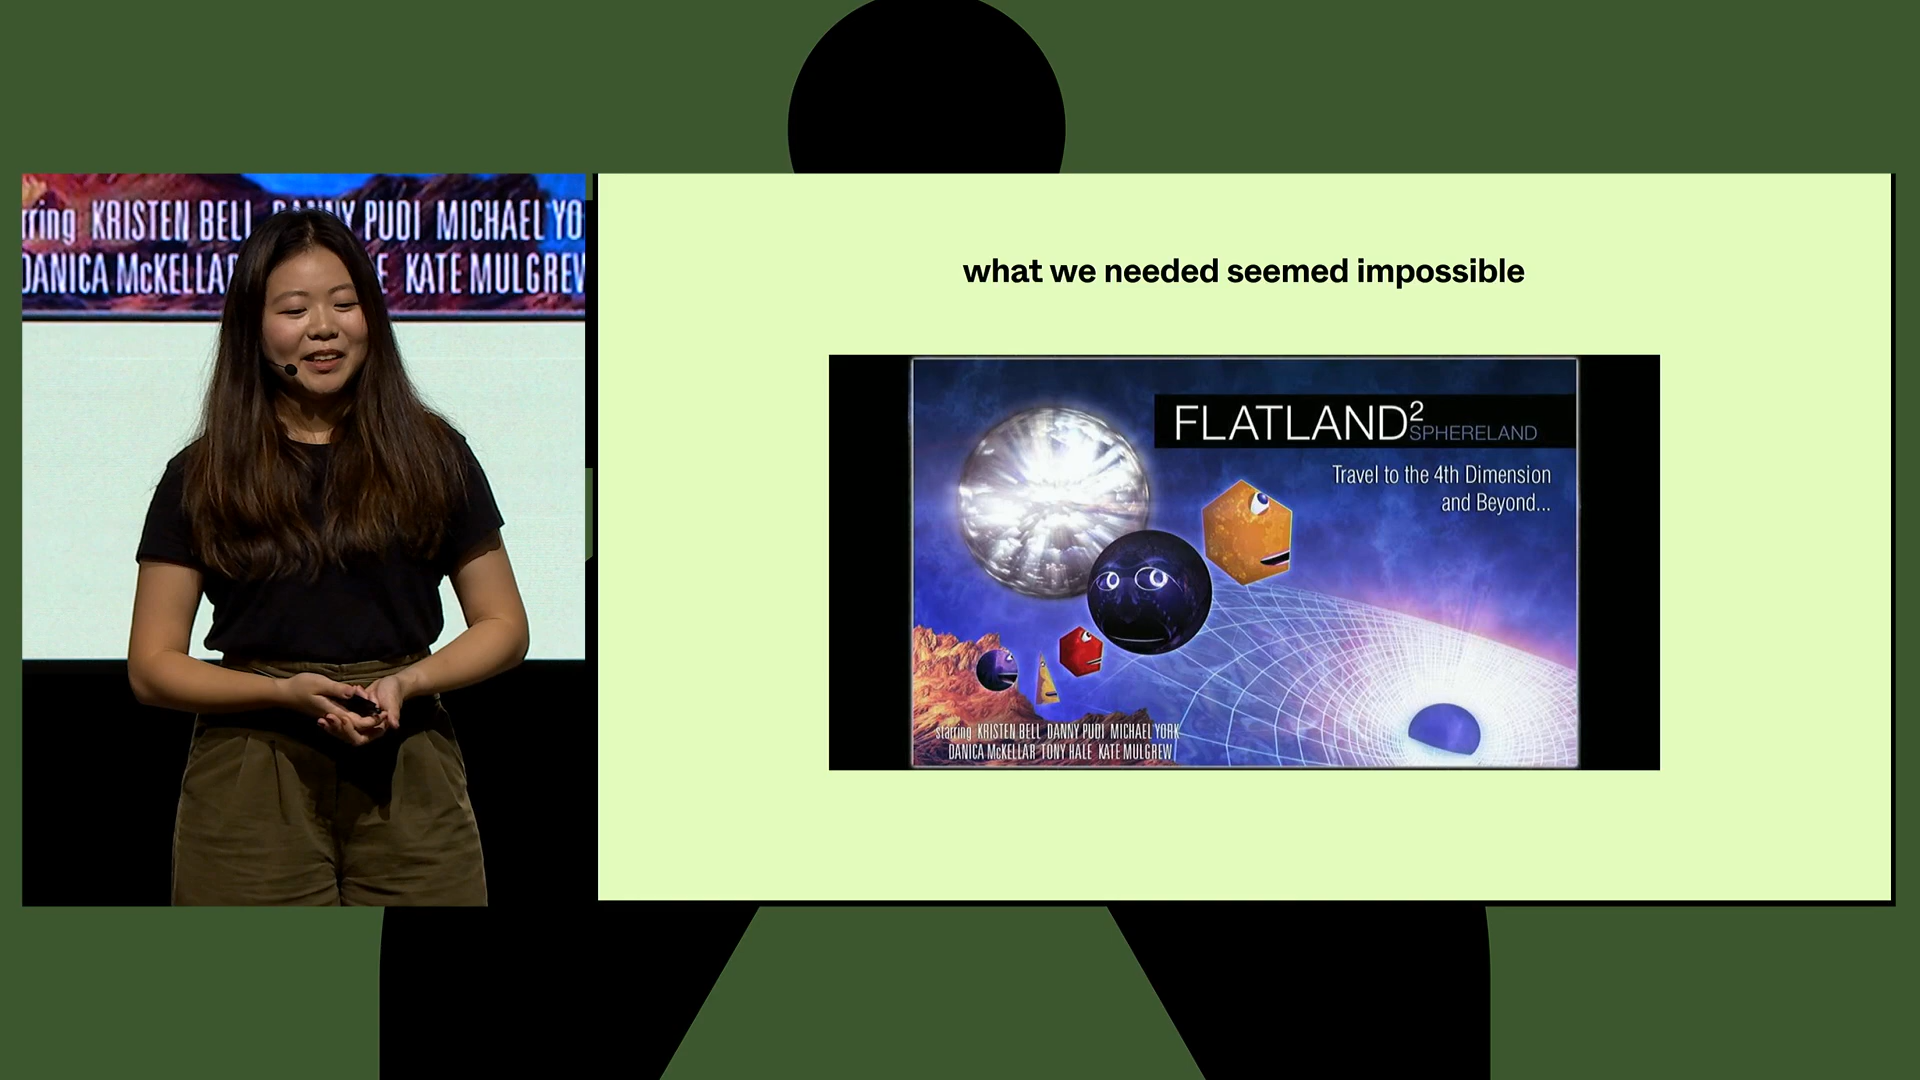 rring KRISTEN BELL DANNY PUDI MICHAEL YO
DANICA McKELLAR E KATE MULGREW
what we needed seemed impossible
FLATLAND²
SPHERELAND
Travel to the 4th Dimension
and Beyond...
starring KRISTEN BELL DANNY PUDI MICHAEL YORK
DANICA McKELLAR TONY HALE KATE MULGREW